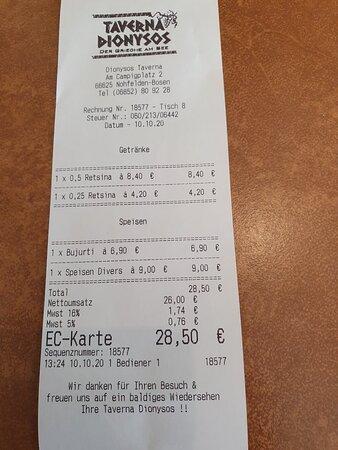 TAVERNA
DIONYSOS
DER GRIECHE AM SEE
Dionysos Taverna
Am Campigplatz 2
66625 Nohfelden-Bosen
Tel (06852) 80 92 28
Rechnung Nr. 18577 - Tisch 8
Steuer Nr.: 060/213/06442
Datum - 10.10.20
Getränke
1 x 0,5 Retsina à 8,40 € 8,40 €
1 x 0,25 Retsina à 4,20 € 4,20 €
Speisen
1 x Bujurti à 6,90 € 6,90 €
1 x Speisen Divers à 9,00 € 9,00 €
Total 28,50 €
Nettoumsatz 26,00 €
Mwst 16% 1,74 €
Mwst 5% 0,76 €
EC-Karte 28,50 €
Sequenznummer: 18577
13:24 10.10.20 1 Bediener 1 18577
Wir danken für Ihren Besuch &
freuen uns auf ein baldiges Wiedersehen
Ihre Taverna Dionysos !!